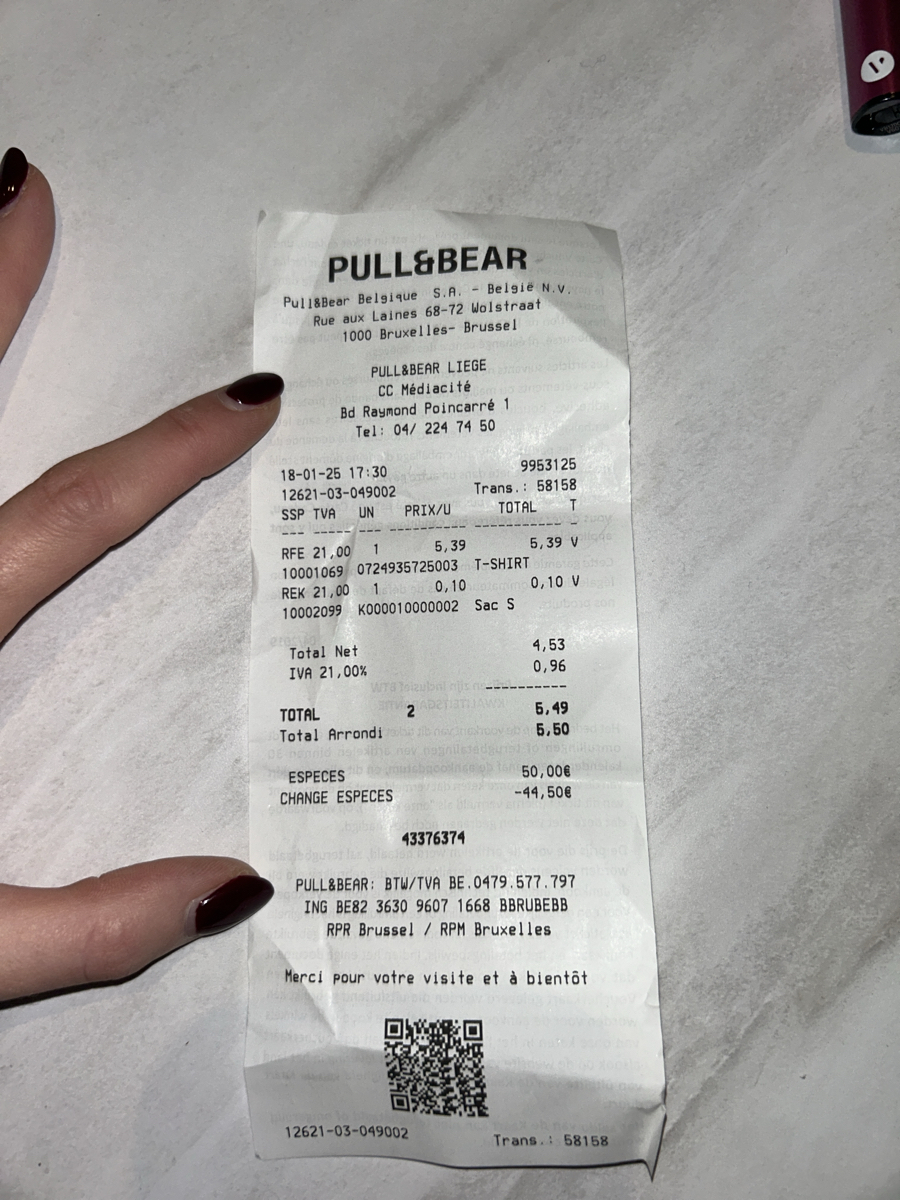 PULL&BEAR
Pull&Bear Belgique S.A. - België N.V.
Rue aux Laines 68-72 Wolstraat
1000 Bruxelles- Brussel
PULL&BEAR LIEGE
CC Médiacité
Bd Raymond Poincarré 1
Tel: 04/ 224 74 50
18-01-25 17:30 9953125
12621-03-049002 Trans.: 58158
SSP TVA UN PRIX/U TOTAL T
--- ----- --- ---------- ----------- -
RFE 21,00 1 5,39 5,39 V
10001069 0724935725003 T-SHIRT
REK 21,00 1 0,10 0,10 V
10002099 K000010000002 Sac S
Total Net 4,53
IVA 21,00% 0,96
----------
TOTAL 2 5,49
Total Arrondi 5,50
ESPECES 50,00€
CHANGE ESPECES -44,50€
43376374
PULL&BEAR: BTW/TVA BE.0479.577.797
ING BE82 3630 9607 1668 BBRUBEBB
RPR Brussel / RPM Bruxelles
Merci pour votre visite et à bientôt
12621-03-049002 Trans.: 58158